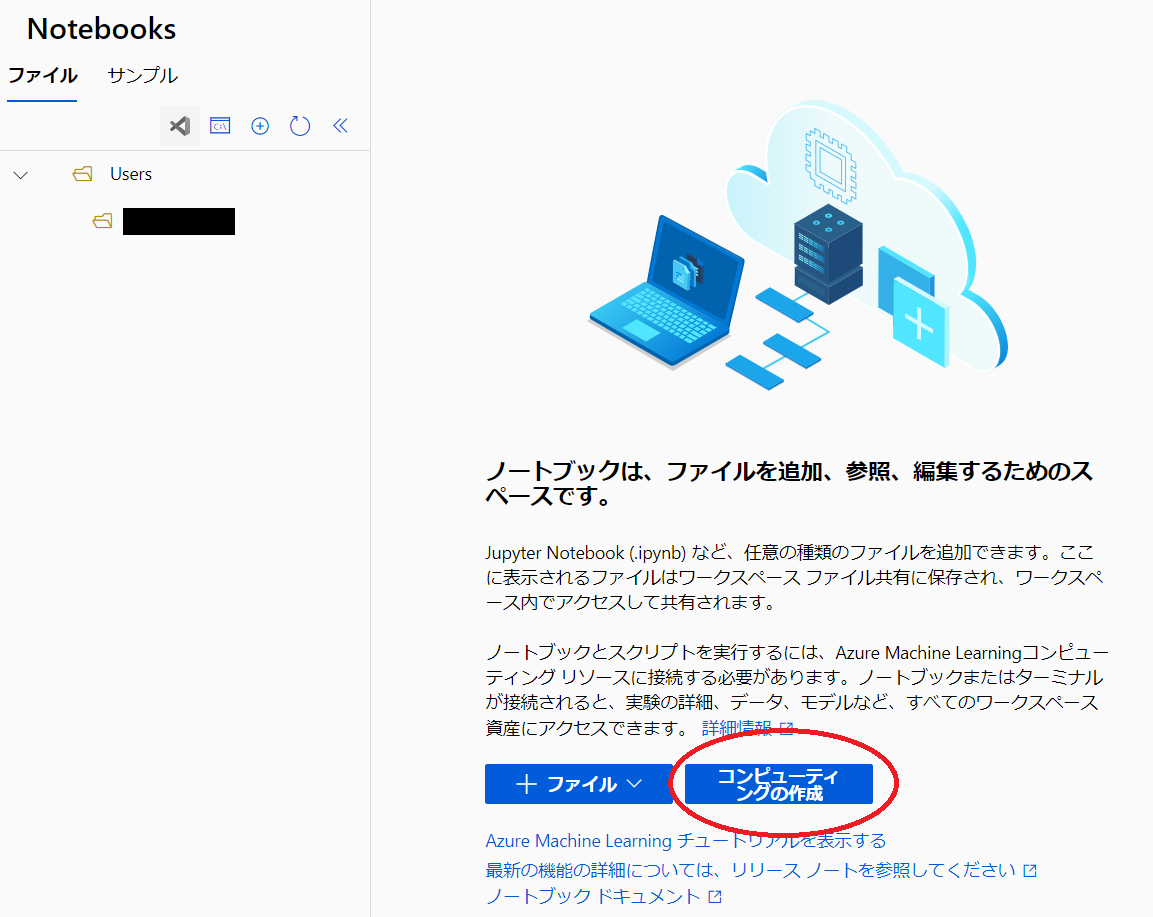 Notebooks
ファイル
サンプル
Users
ノートブックは、ファイルを追加、参照、編集するためのス
ペースです。
Jupyter Notebook (.ipynb) など、任意の種類のファイルを追加できます。ここ
に表示されるファイルはワークスペース ファイル共有に保存され、ワークスペ
ース内でアクセスして共有されます。
ノートブックとスクリプトを実行するには、Azure Machine Learningコンピュー
ティング リソースに接続する必要があります。ノートブックまたはターミナル
が接続されると、実験の詳細、データ、モデルなど、すべてのワークスペース
資産にアクセスできます。 詳細情報
ファイル
コンピューティ
ングの作成
Azure Machine Learning チュートリアルを表示する
最新の機能の詳細については、リリース ノートを参照してください
ノートブック ドキュメント